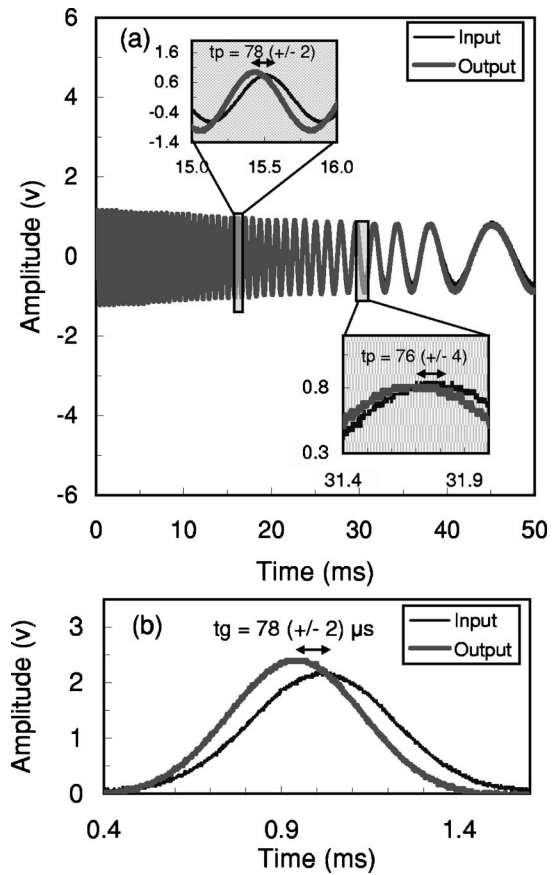 6
(a)
Input
Output
tp = 78 (+/- 2)
1.6
0.6
-0.4
-1.4
15.0
15.5
16.0
4
2
0
-2
-4
-6
Amplitude (v)
tp = 76 (+/- 4)
0.8
0.3
31.4
31.9
0
10
20
30
40
50
Time (ms)
(b)
tg = 78 (+/- 2) µs
Input
Output
3
2
1
0
Amplitude (v)
0.4
0.9
1.4
Time (ms)